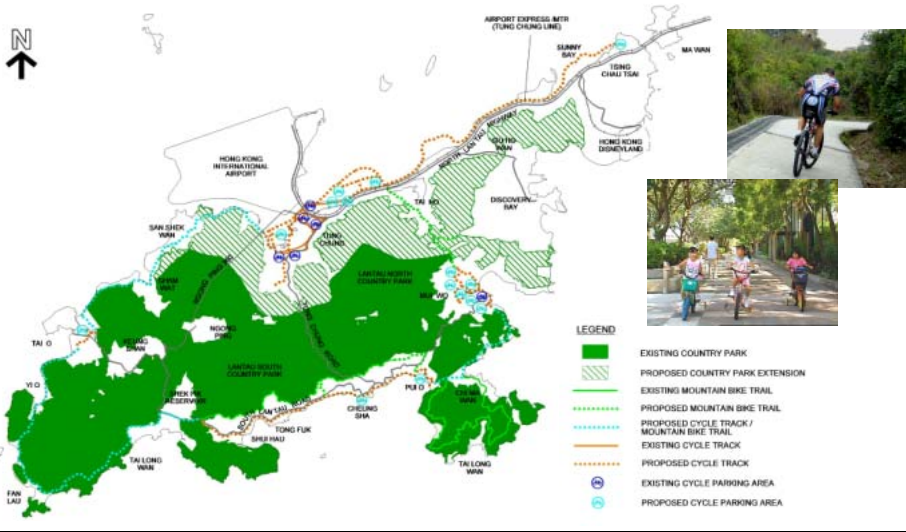 N
AIRPORT EXPRESS /MTR
(TUNG CHUNG LINE)
SUNNY
BAY
MA WAN
TSING
CHAU TSAI
NORTH LANTAU HIGHWAY
HONG KONG
DISNEYLAND
HONG KONG
INTERNATIONAL
AIRPORT
DISCOVERY
BAY
TAI HO
SAN SHEK
WAN
TUNG
CHUNG
SHAM
WAT
NGONG PING RD
LANTAU NORTH
COUNTRY PARK
MUI WO
TUNG CHUNG ROAD
NGONG
PING
TAI O
KEUNG
SHAN
LANTAU SOUTH
COUNTRY PARK
YI O
SHEK PIK
RESERVOIR
PUI O
CHI MA
WAN
SOUTH LANTAU ROAD
CHEUNG
SHA
TONG FUK
SHUI HAU
TAI LONG
WAN
TAI LONG
WAN
FAN
LAU
LEGEND
EXISTING COUNTRY PARK
PROPOSED COUNTRY PARK EXTENSION
EXISTING MOUNTAIN BIKE TRAIL
PROPOSED MOUNTAIN BIKE TRAIL
PROPOSED CYCLE TRACK /
MOUNTAIN BIKE TRAIL
EXISTING CYCLE TRACK
PROPOSED CYCLE TRACK
EXISTING CYCLE PARKING AREA
PROPOSED CYCLE PARKING AREA